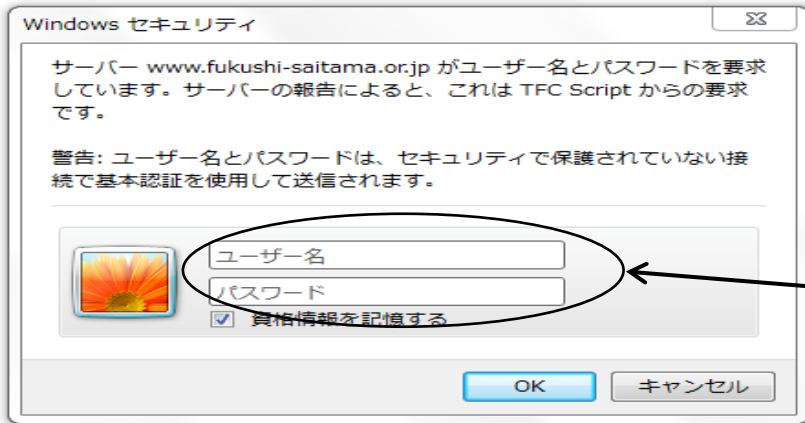 Windows セキュリティ
サーバー www.fukushi-saitama.or.jp がユーザー名とパスワードを要求
しています。サーバーの報告によると、これは TFC Script からの要求
です。
警告: ユーザー名とパスワードは、セキュリティで保護されていない接
続で基本認証を使用して送信されます。
ユーザー名
パスワード
資格情報を記憶する
OK キャンセル